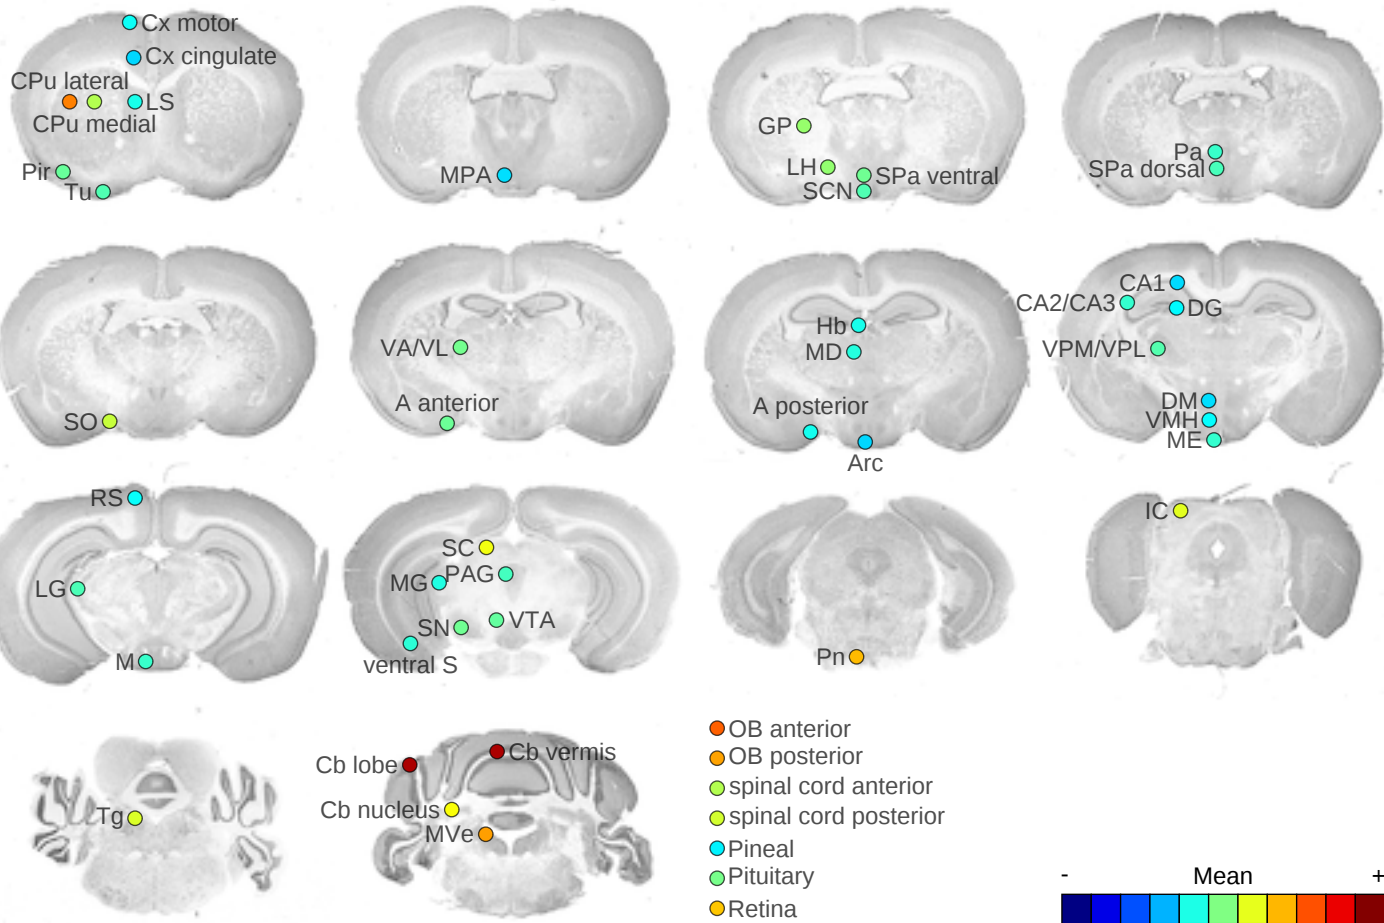 Cx motor
Cx cingulate
CPu lateral
LS
CPu medial
Pir
Tu
MPA
GP
LH
SPa ventral
SCN
Pa
SPa dorsal
SO
VA/VL
A anterior
Hb
MD
A posterior
Arc
CA1
CA2/CA3
DG
VPM/VPL
DM
VMH
ME
RS
LG
M
SC
MG
PAG
SN
VTA
ventral S
Pn
IC
Tg
Cb lobe
Cb vermis
Cb nucleus
MVe
OB anterior
OB posterior
spinal cord anterior
spinal cord posterior
Pineal
Pituitary
Retina
- Mean +